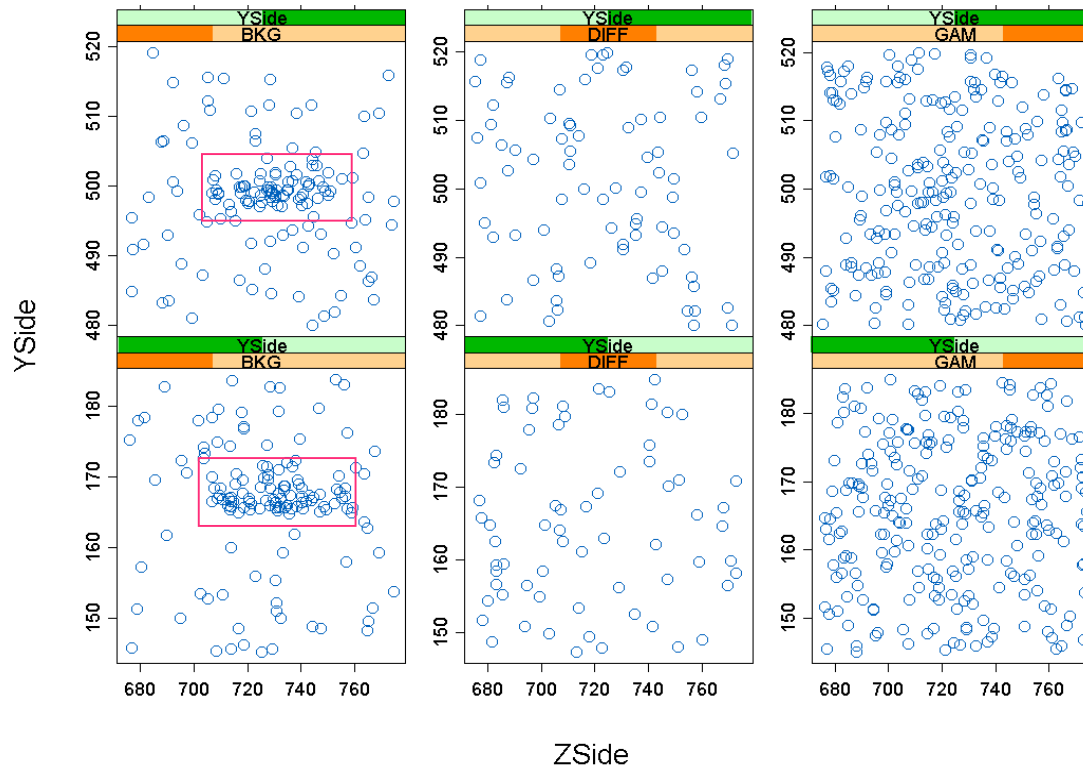 YSide YSide YSide
BKG DIFF GAM
520 520 520
510 510 510
500 500 500
490 490 490
480 480 480
YSide
YSide YSide YSide
BKG DIFF GAM
180 180 180
170 170 170
160 160 160
150 150 150
680 700 720 740 760 680 700 720 740 760 680 700 720 740 760
ZSide